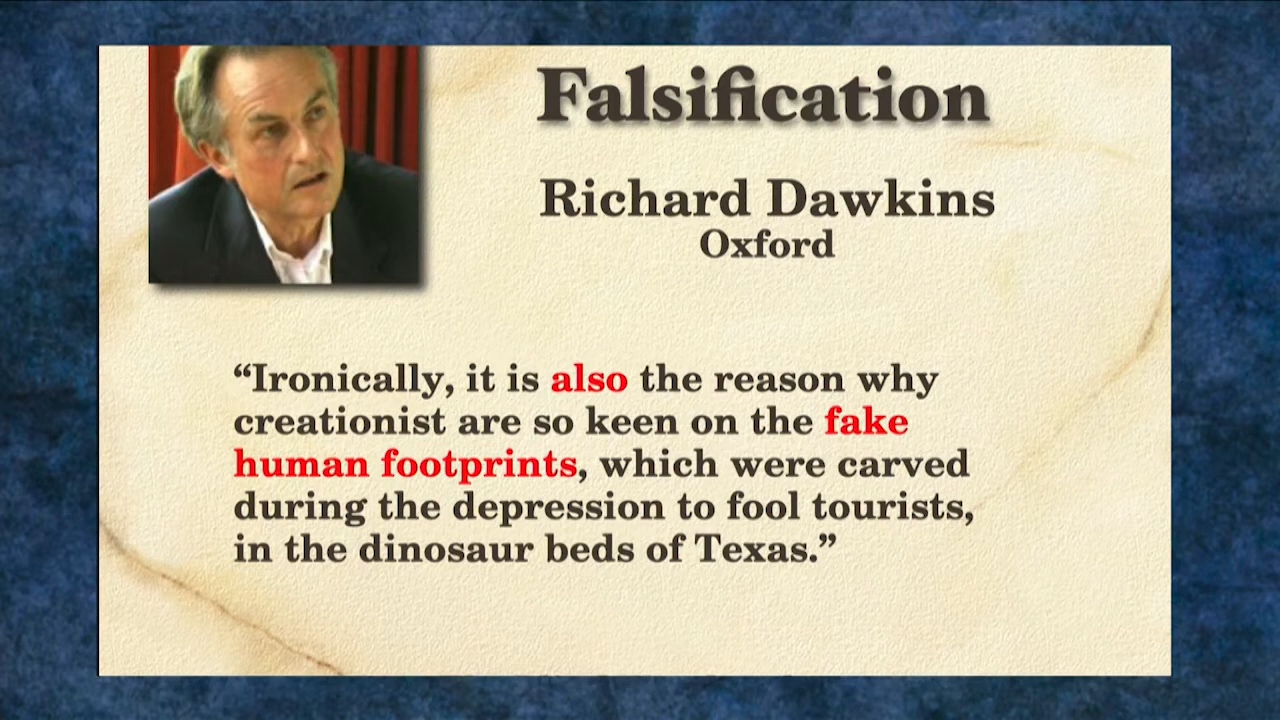 Falsification
Richard Dawkins
Oxford
“Ironically, it is also the reason why
creationist are so keen on the fake
human footprints, which were carved
during the depression to fool tourists,
in the dinosaur beds of Texas.”